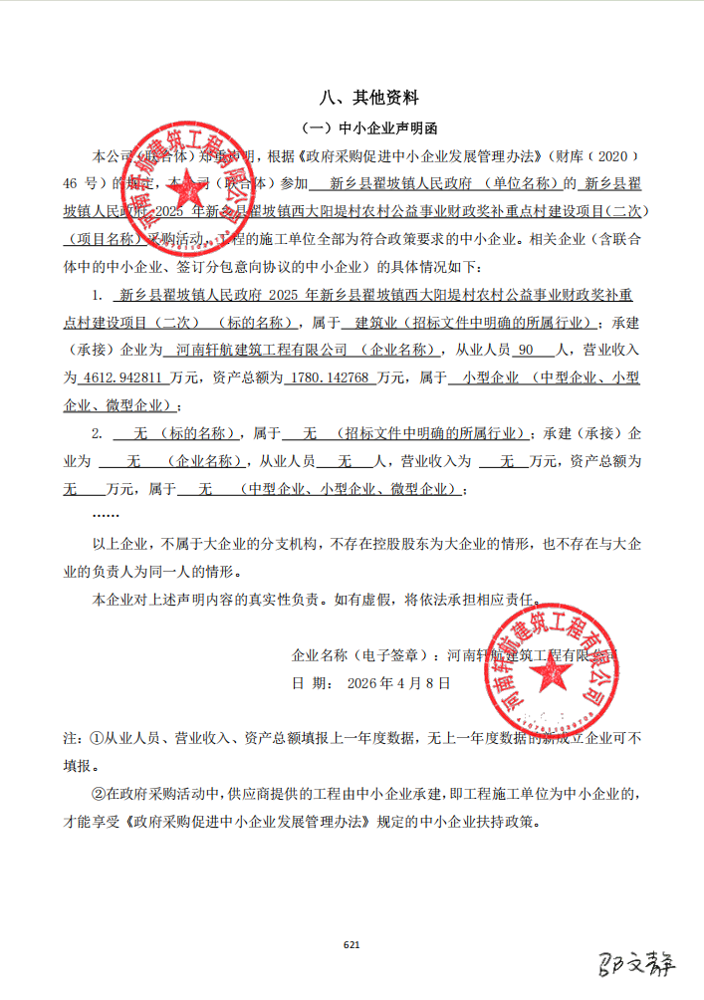 八、其他资料
（一）中小企业声明函
本公司（联合体）郑重声明，根据《政府采购促进中小企业发展管理办法》（财库﹝2020﹞
46 号）的规定，本公司（联合体）参加 新乡县翟坡镇人民政府 （单位名称）的 新乡县翟
坡镇人民政府 2025 年新乡县翟坡镇西大阳堤村农村公益事业财政奖补重点村建设项目（二次）
（项目名称）采购活动，工程的施工单位全部为符合政策要求的中小企业。相关企业（含联合
体中的中小企业、签订分包意向协议的中小企业）的具体情况如下：
1. 新乡县翟坡镇人民政府 2025 年新乡县翟坡镇西大阳堤村农村公益事业财政奖补重
点村建设项目（二次） （标的名称），属于 建筑业（招标文件中明确的所属行业）；承建
（承接）企业为 河南轩航建筑工程有限公司 （企业名称），从业人员 90 人，营业收入
为 4612.942811 万元，资产总额为 1780.142768 万元，属于 小型企业 （中型企业、小型
企业、微型企业）；
2. 无 （标的名称），属于 无 （招标文件中明确的所属行业）；承建（承接）企
业为 无 （企业名称），从业人员 无 人，营业收入为 无 万元，资产总额为
无 万元，属于 无 （中型企业、小型企业、微型企业）；
……
以上企业，不属于大企业的分支机构，不存在控股股东为大企业的情形，也不存在与大企
业的负责人为同一人的情形。
本企业对上述声明内容的真实性负责。如有虚假，将依法承担相应责任。
企业名称（电子签章）：河南轩航建筑工程有限公司
日 期： 2026 年 4 月 8 日
河南轩航建筑工程有限公司
4107811039708
河南轩航建筑工程有限公司
4107811039708
注：①从业人员、营业收入、资产总额填报上一年度数据，无上一年度数据的新成立企业可不
填报。
②在政府采购活动中，供应商提供的工程由中小企业承建，即工程施工单位为中小企业的，
才能享受《政府采购促进中小企业发展管理办法》规定的中小企业扶持政策。
621
邵文静